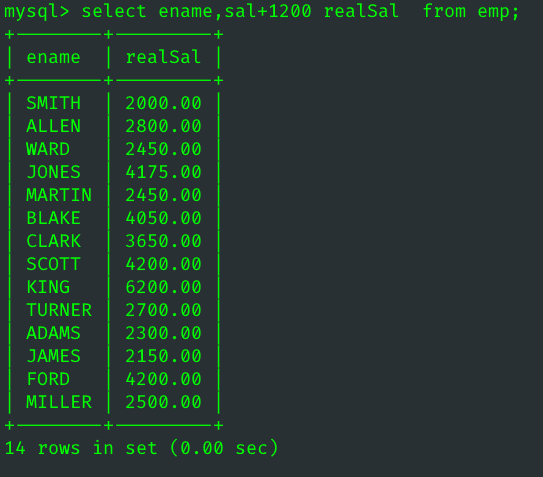 mysql> select ename,sal+1200 realSal  from emp;
+--------+---------+
| ename  | realSal |
+--------+---------+
| SMITH  | 2000.00 |
| ALLEN  | 2800.00 |
| WARD   | 2450.00 |
| JONES  | 4175.00 |
| MARTIN | 2450.00 |
| BLAKE  | 4050.00 |
| CLARK  | 3650.00 |
| SCOTT  | 4200.00 |
| KING   | 6200.00 |
| TURNER | 2700.00 |
| ADAMS  | 2300.00 |
| JAMES  | 2150.00 |
| FORD   | 4200.00 |
| MILLER | 2500.00 |
+--------+---------+
14 rows in set (0.00 sec)